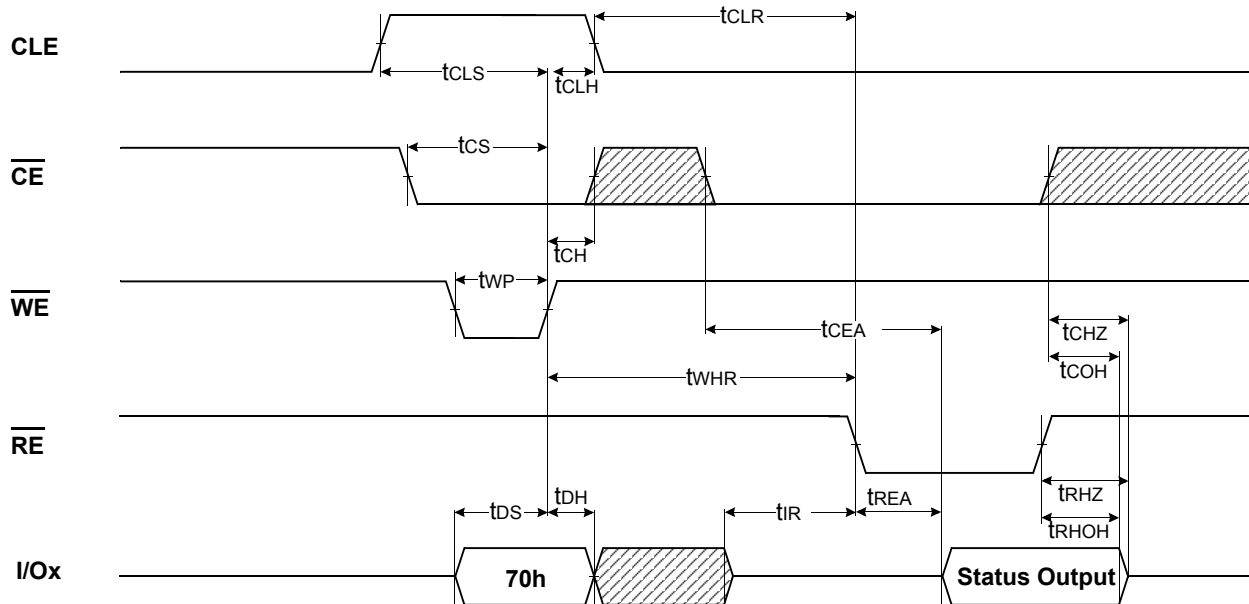 tCLR
CLE
tCLS
tCLH
tCS
CE
tCH
tWP
WE
tCEA
tCHZ
tCOH
tWHR
RE
tRHZ
tDH
tDS
tIR
tREA
tRHOH
I/Ox
70h
Status Output